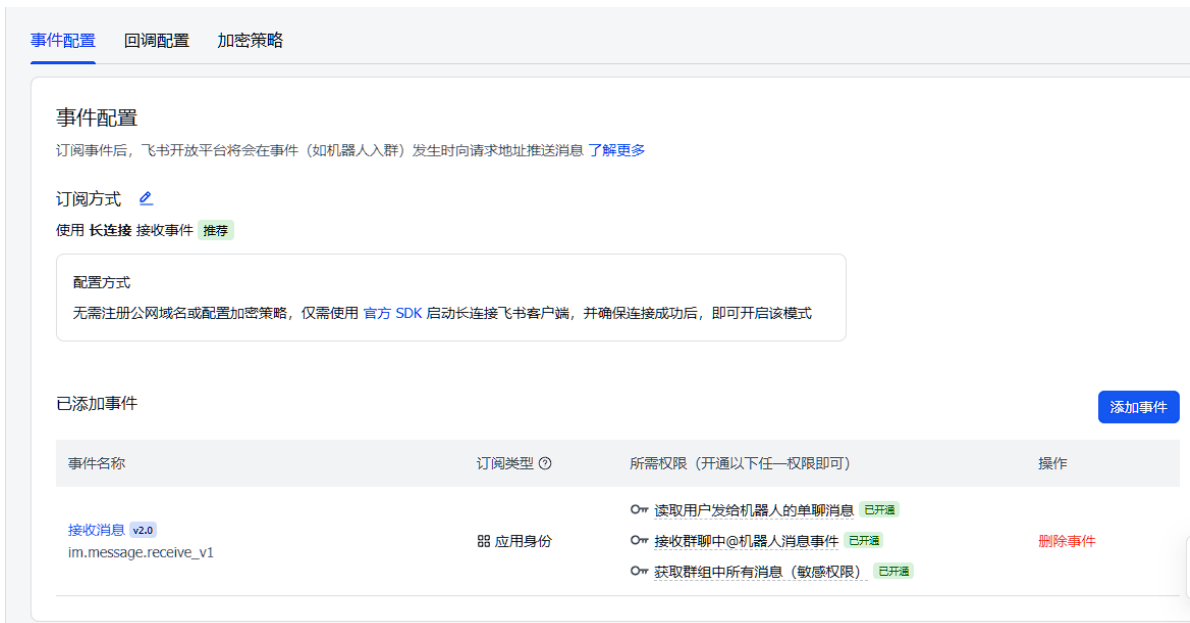 事件配置 回调配置 加密策略
事件配置
订阅事件后，飞书开放平台将会在事件（如机器人入群）发生时向请求地址推送消息 了解更多
订阅方式
使用 长连接 接收事件 推荐
配置方式
无需注册公网域名或配置加密策略，仅需使用 官方 SDK 启动长连接飞书客户端，并确保连接成功后，即可开启该模式
已添加事件 添加事件
事件名称 订阅类型 所需权限（开通以下任一权限即可） 操作
接收消息 v2.0
im.message.receive_v1
应用身份
读取用户发给机器人的单聊消息 已开通
接收群聊中@机器人消息事件 已开通
获取群组中所有消息（敏感权限） 已开通
删除事件